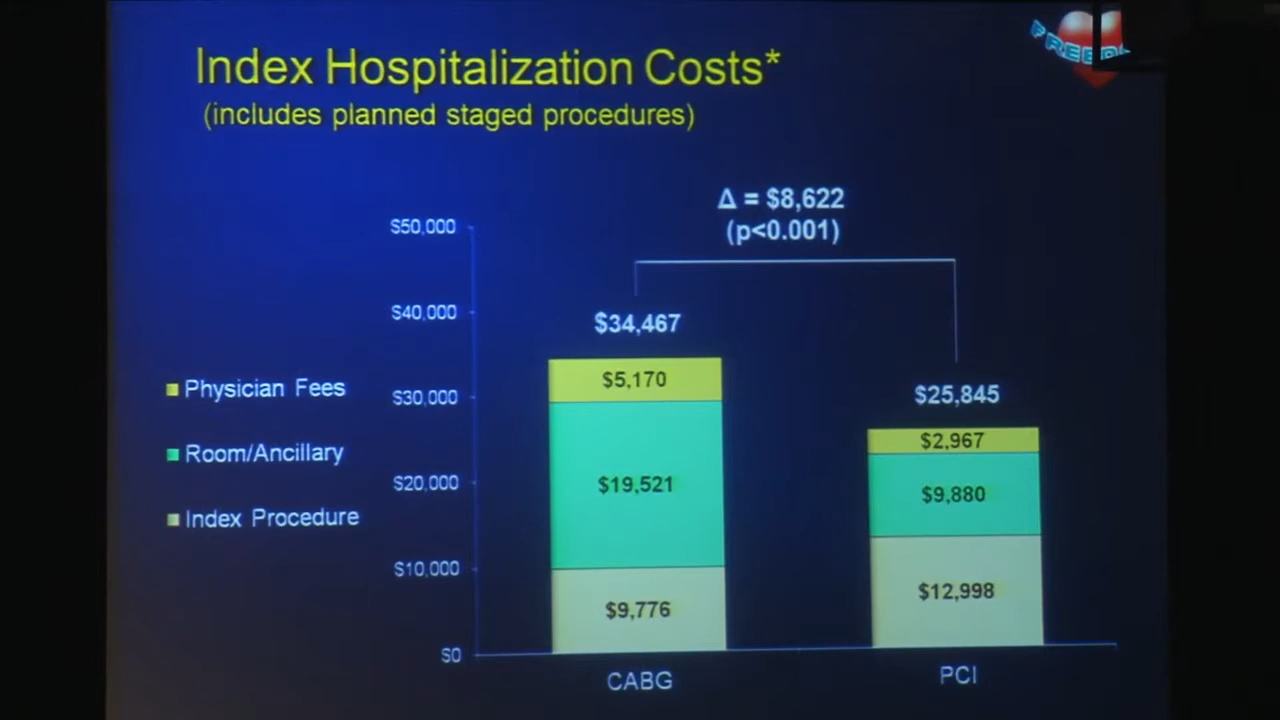 Index Hospitalization Costs*
(includes planned staged procedures)
Δ = $8,622
(p<0.001)
$50,000
$40,000
$30,000
$20,000
$10,000
$0
Physician Fees
Room/Ancillary
Index Procedure
$34,467
$5,170
$19,521
$9,776
$25,845
$2,967
$9,880
$12,998
CABG
PCI